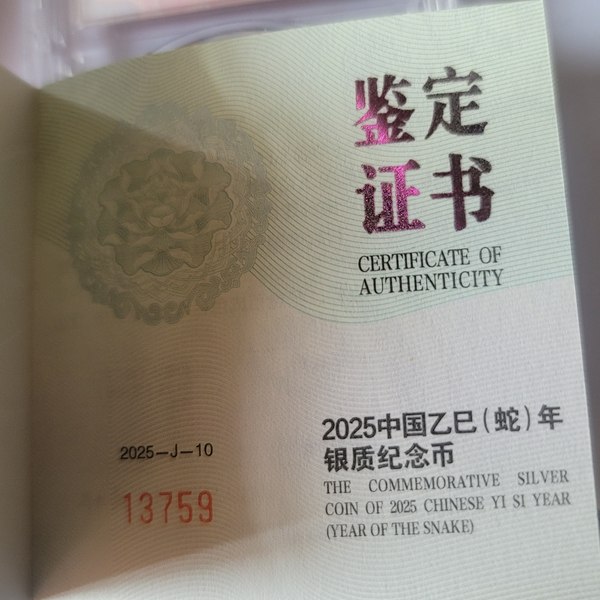 鉴定
证书
CERTIFICATE OF
AUTHENTICITY
2025中国乙巳(蛇)年
银质纪念币
THE COMMEMORATIVE SILVER
COIN OF 2025 CHINESE YI SI YEAR
(YEAR OF THE SNAKE)
2025-J-10
13759